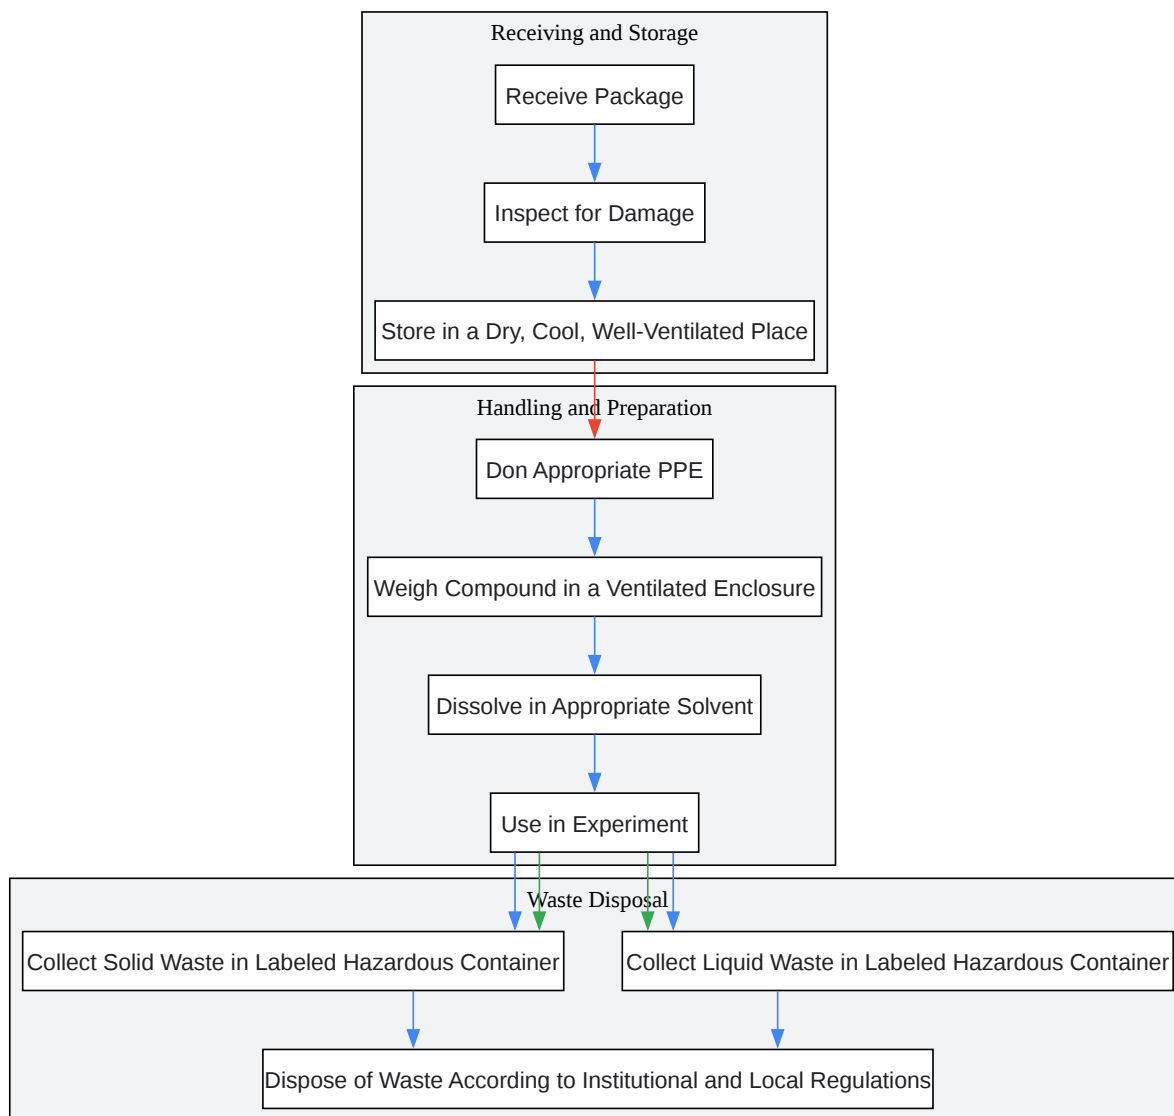 Receiving and Storage
Receive Package
Inspect for Damage
Store in a Dry, Cool, Well-Ventilated Place
Handling and Preparation
Don Appropriate PPE
Weigh Compound in a Ventilated Enclosure
Dissolve in Appropriate Solvent
Use in Experiment
Waste Disposal
Collect Solid Waste in Labeled Hazardous Container
Collect Liquid Waste in Labeled Hazardous Container
Dispose of Waste According to Institutional and Local Regulations